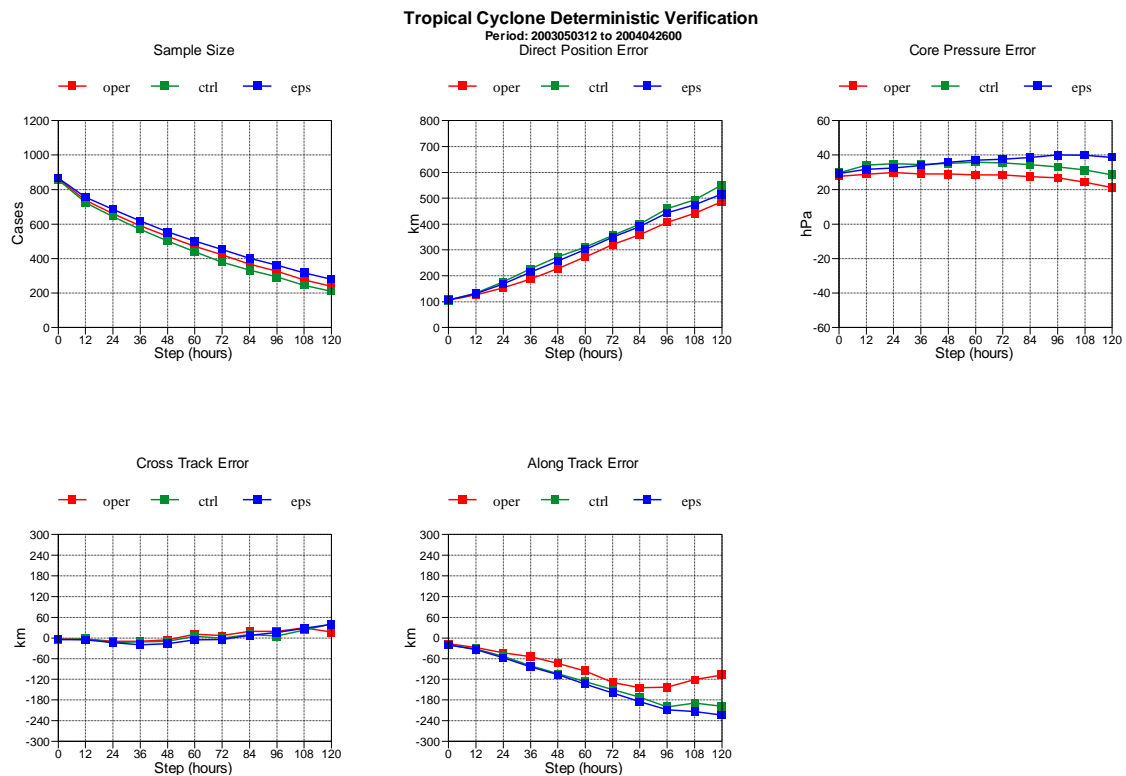 Tropical Cyclone Deterministic Verification
Period: 2003050312 to 2004042600
Sample Size
oper ctrl eps
1200
1000
800
600
400
200
0
Cases
0 12 24 36 48 60 72 84 96 108 120
Step (hours)
Direct Position Error
oper ctrl eps
800
700
600
500
400
300
200
100
0
km
0 12 24 36 48 60 72 84 96 108 120
Step (hours)
Core Pressure Error
oper ctrl eps
60
40
20
0
-20
-40
-60
hPa
0 12 24 36 48 60 72 84 96 108 120
Step (hours)
Cross Track Error
oper ctrl eps
300
240
180
120
60
0
-60
-120
-180
-240
-300
km
0 12 24 36 48 60 72 84 96 108 120
Step (hours)
Along Track Error
oper ctrl eps
300
240
180
120
60
0
-60
-120
-180
-240
-300
km
0 12 24 36 48 60 72 84 96 108 120
Step (hours)